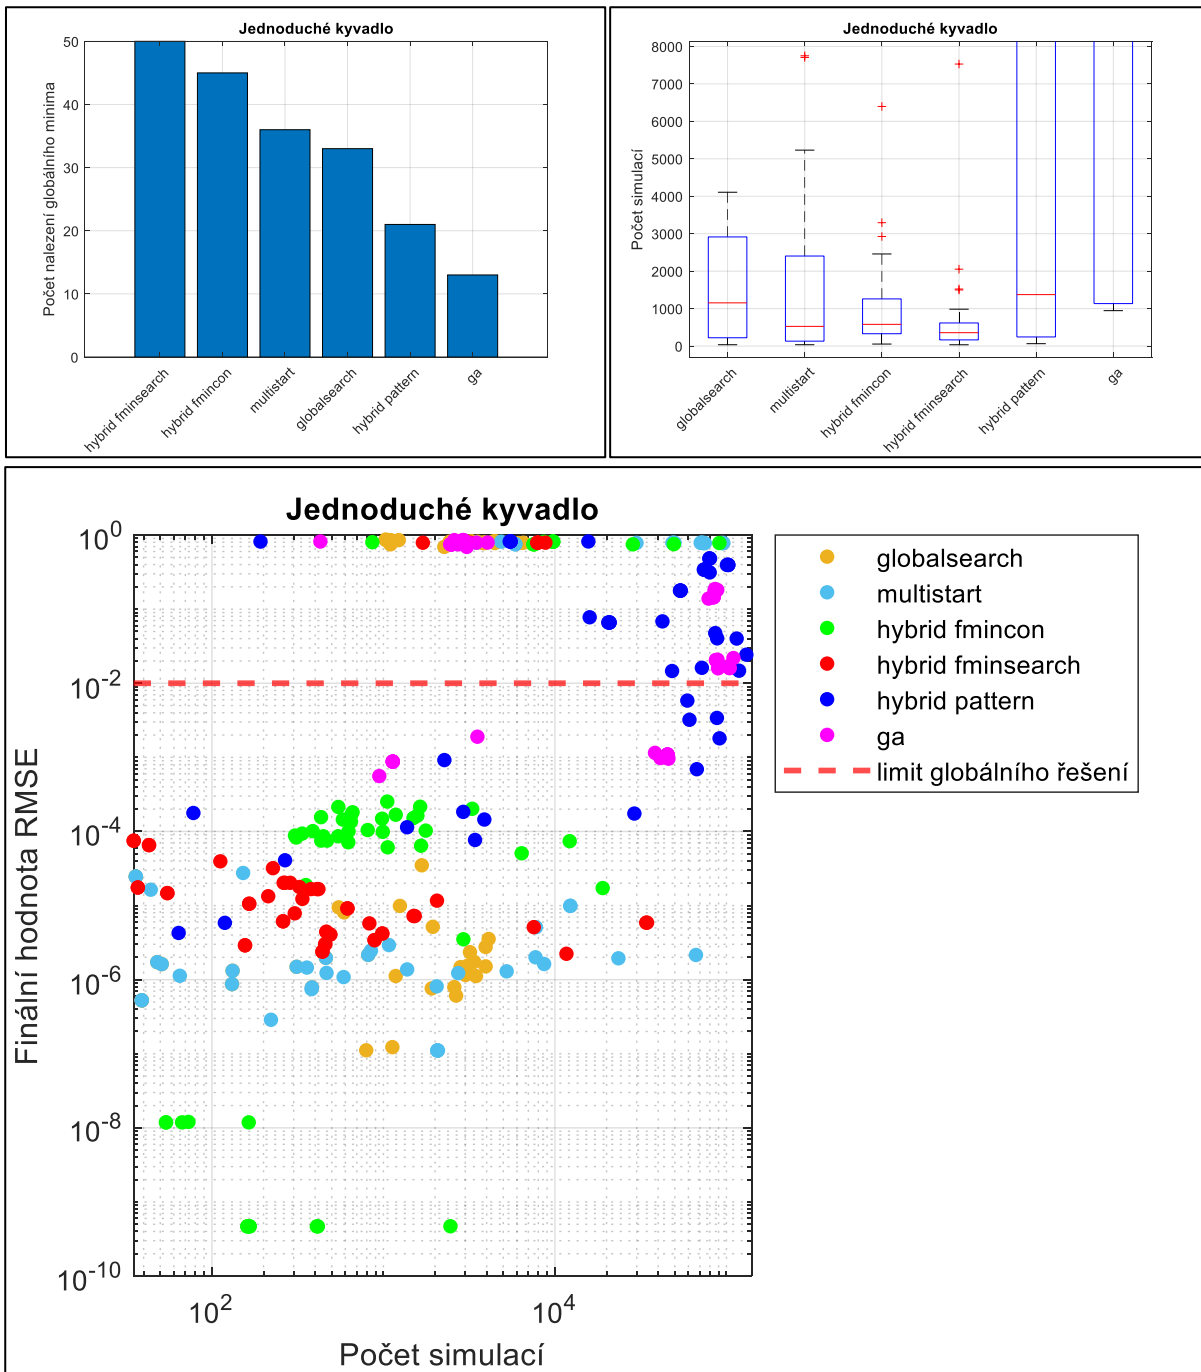 Jednoduché kyvadlo
Počet nalezení globálního minima
50
40
30
20
10
0
hybrid fminsearch
hybrid fmincon
multistart
globalsearch
hybrid pattern
ga
Jednoduché kyvadlo
Počet simulací
8000
7000
6000
5000
4000
3000
2000
1000
0
globalsearch
multistart
hybrid fmincon
hybrid fminsearch
hybrid pattern
ga
Jednoduché kyvadlo
Finální hodnota RMSE
10^0
10^-2
10^-4
10^-6
10^-8
10^-10
10^2
10^4
Počet simulací
globalsearch
multistart
hybrid fmincon
hybrid fminsearch
hybrid pattern
ga
limit globálního řešení